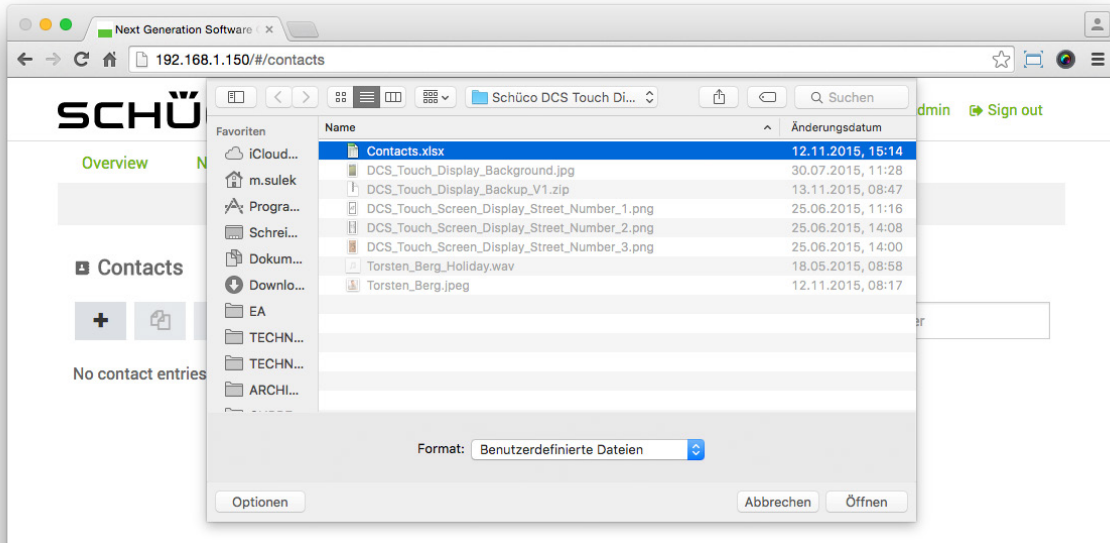 Next Generation Software
192.168.1.150/#/contacts
SCHÜ
Schüco DCS Touch Di...
Suchen
dmin Sign out
Overview N
Favoriten
iCloud...
m.sulek
Progra...
Schrei...
Dokum...
Downlo...
EA
TECHN...
TECHN...
ARCHI...
Name Änderungsdatum
Contacts.xlsx 12.11.2015, 15:14
DCS_Touch_Display_Background.jpg 30.07.2015, 11:28
DCS_Touch_Display_Backup_V1.zip 13.11.2015, 08:47
DCS_Touch_Screen_Display_Street_Number_1.png 25.06.2015, 11:16
DCS_Touch_Screen_Display_Street_Number_2.png 25.06.2015, 14:08
DCS_Touch_Screen_Display_Street_Number_3.png 25.06.2015, 14:00
Torsten_Berg_Holiday.wav 18.05.2015, 08:58
Torsten_Berg.jpeg 12.11.2015, 08:17
Contacts
er
No contact entries
Format: Benutzerdefinierte Dateien
Optionen Abbrechen Öffnen